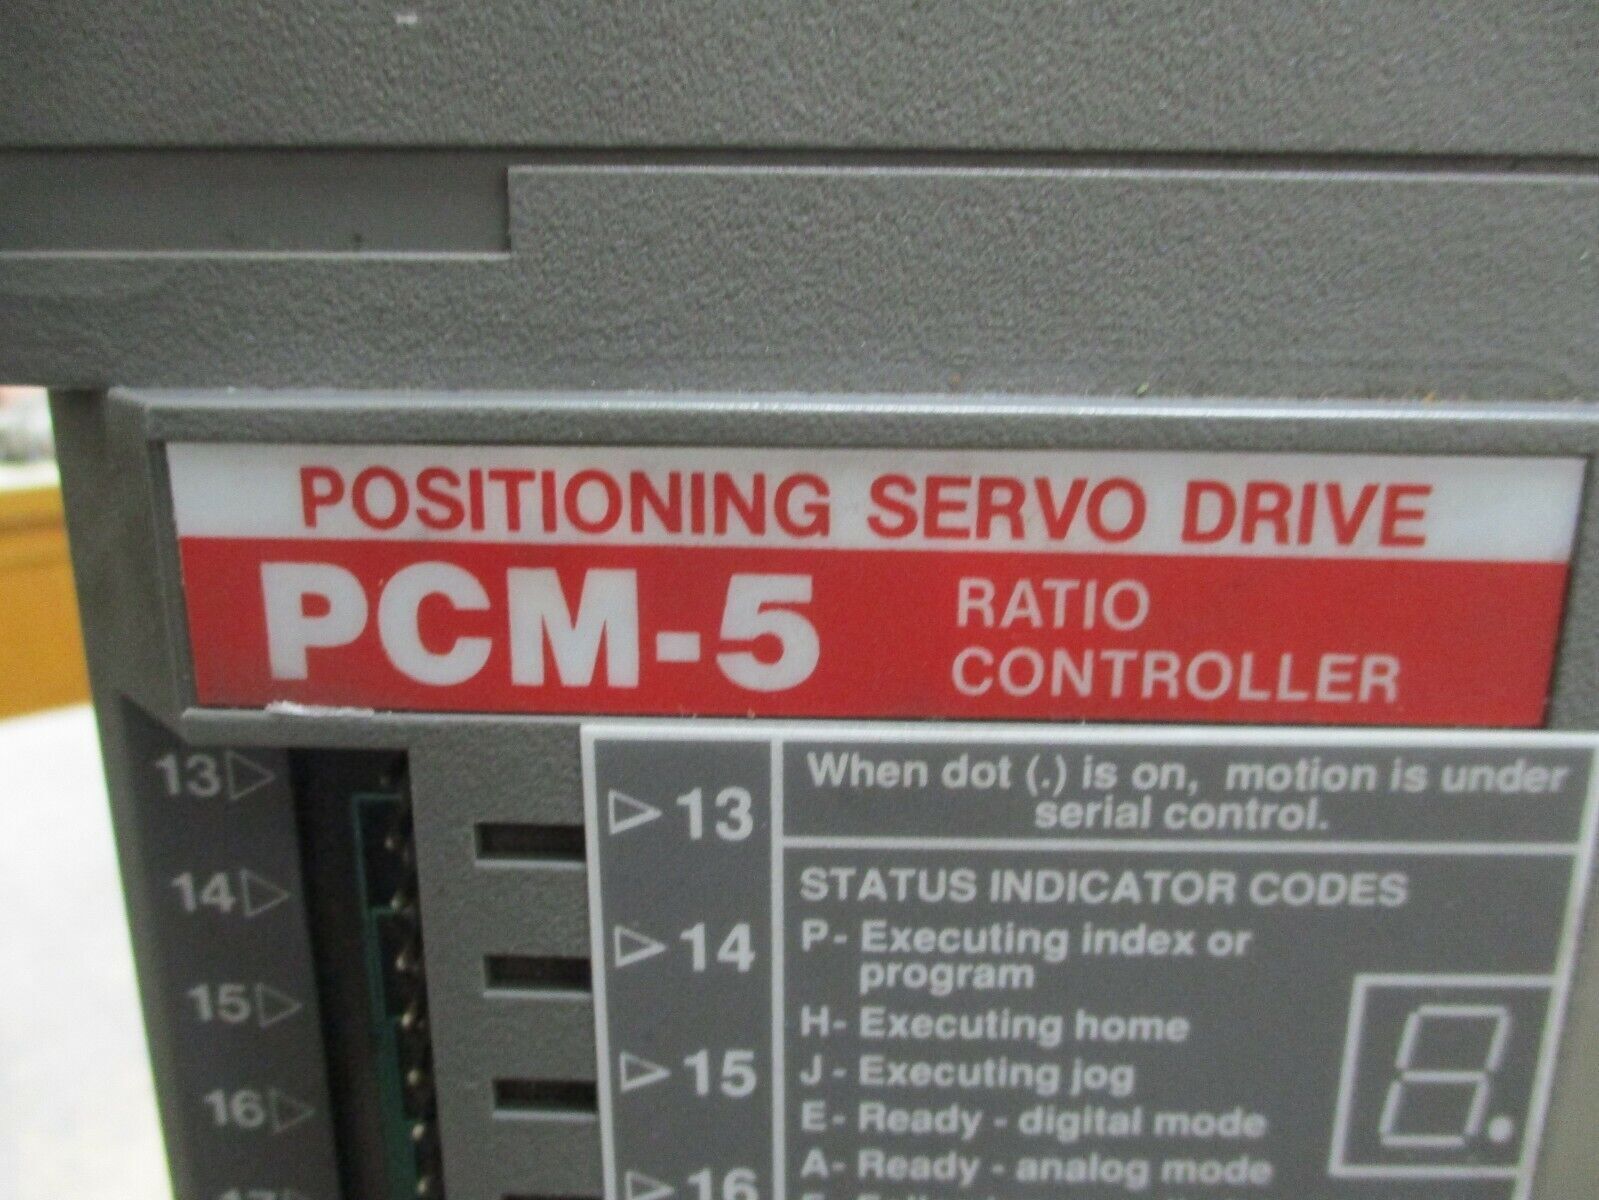 POSITIONING SERVO DRIVE
PCM-5
RATIO
CONTROLLER
13
14
15
16
13
14
15
16
When dot (.) is on, motion is under
serial control.
STATUS INDICATOR CODES
P- Executing index or
program
H- Executing home
J- Executing jog
E- Ready - digital mode
A- Ready - analog mode
8.